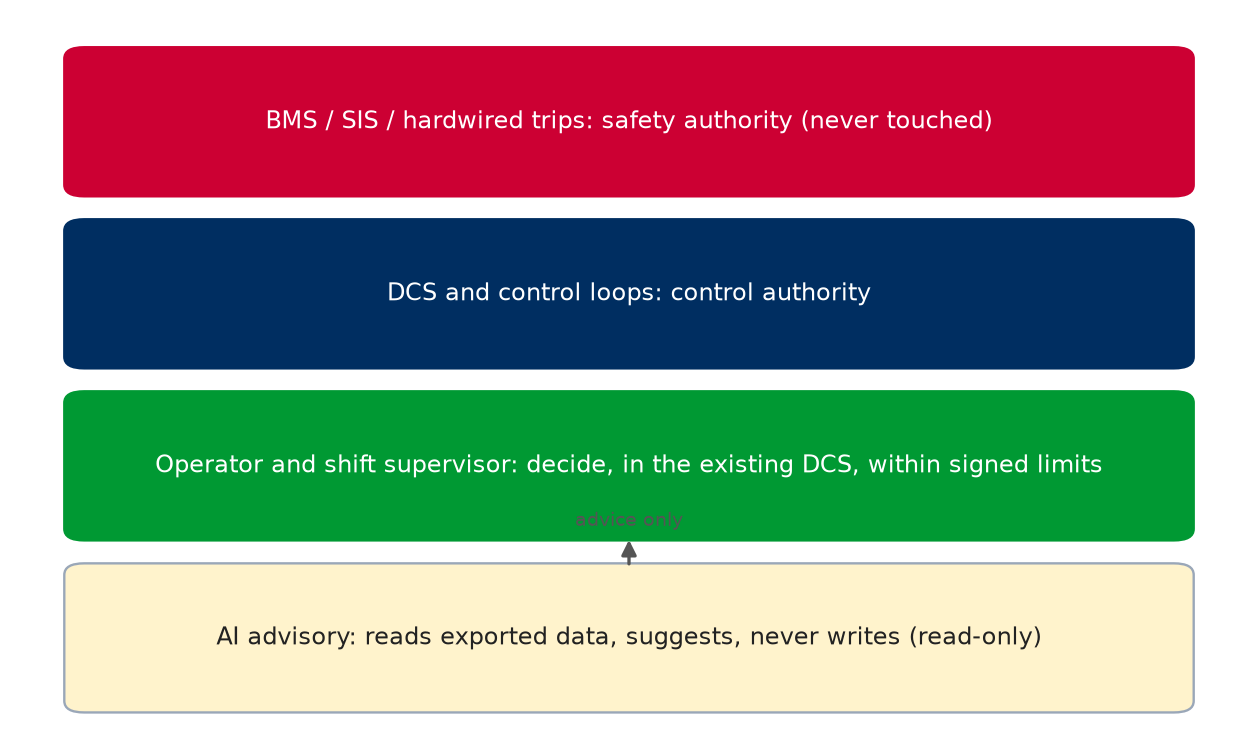 BMS / SIS / hardwired trips: safety authority (never touched)
DCS and control loops: control authority
Operator and shift supervisor: decide, in the existing DCS, within signed limits
advice only
AI advisory: reads exported data, suggests, never writes (read-only)